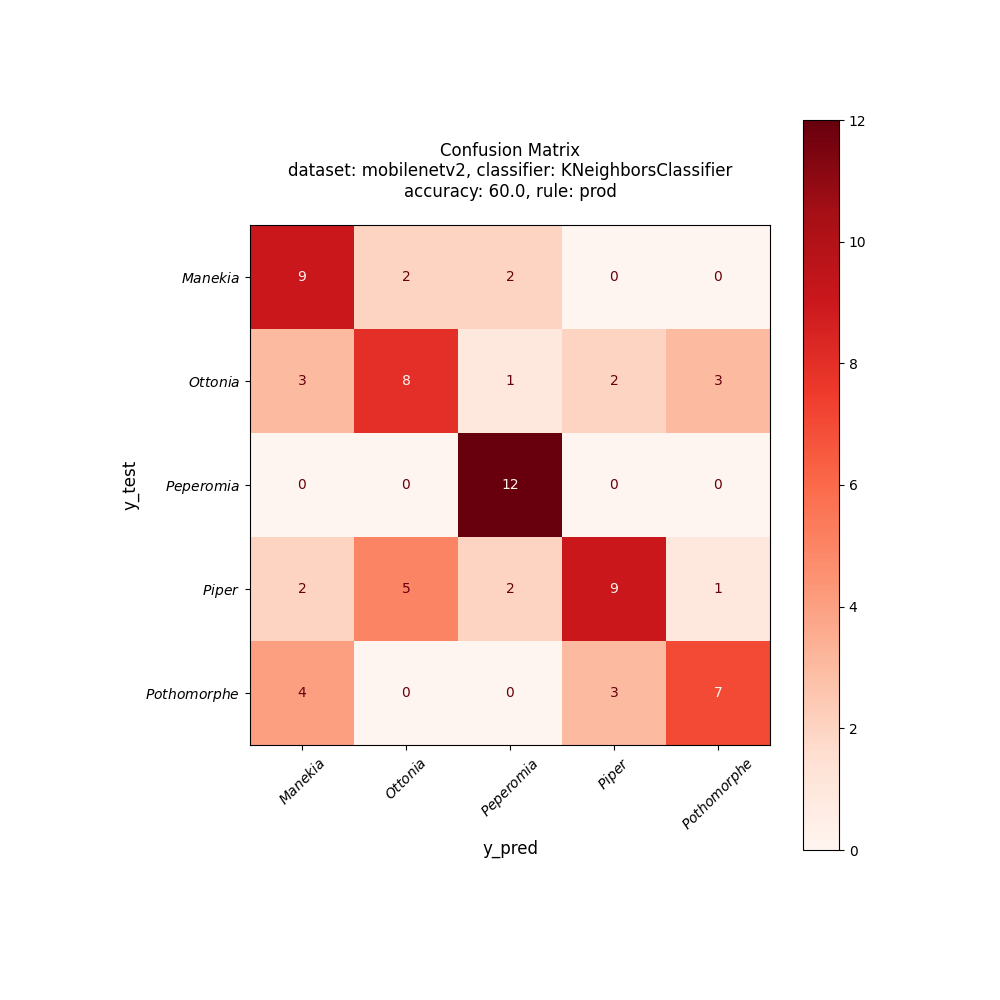 Confusion Matrix
dataset: mobilenetv2, classifier: KNeighborsClassifier
accuracy: 60.0, rule: prod
12
10
8
6
4
2
0
y_test
Manekia 9 2 2 0 0
Ottonia 3 8 1 2 3
Peperomia 0 0 12 0 0
Piper 2 5 2 9 1
Pothomorphe 4 0 0 3 7
Manekia Ottonia Peperomia Piper Pothomorphe
y_pred